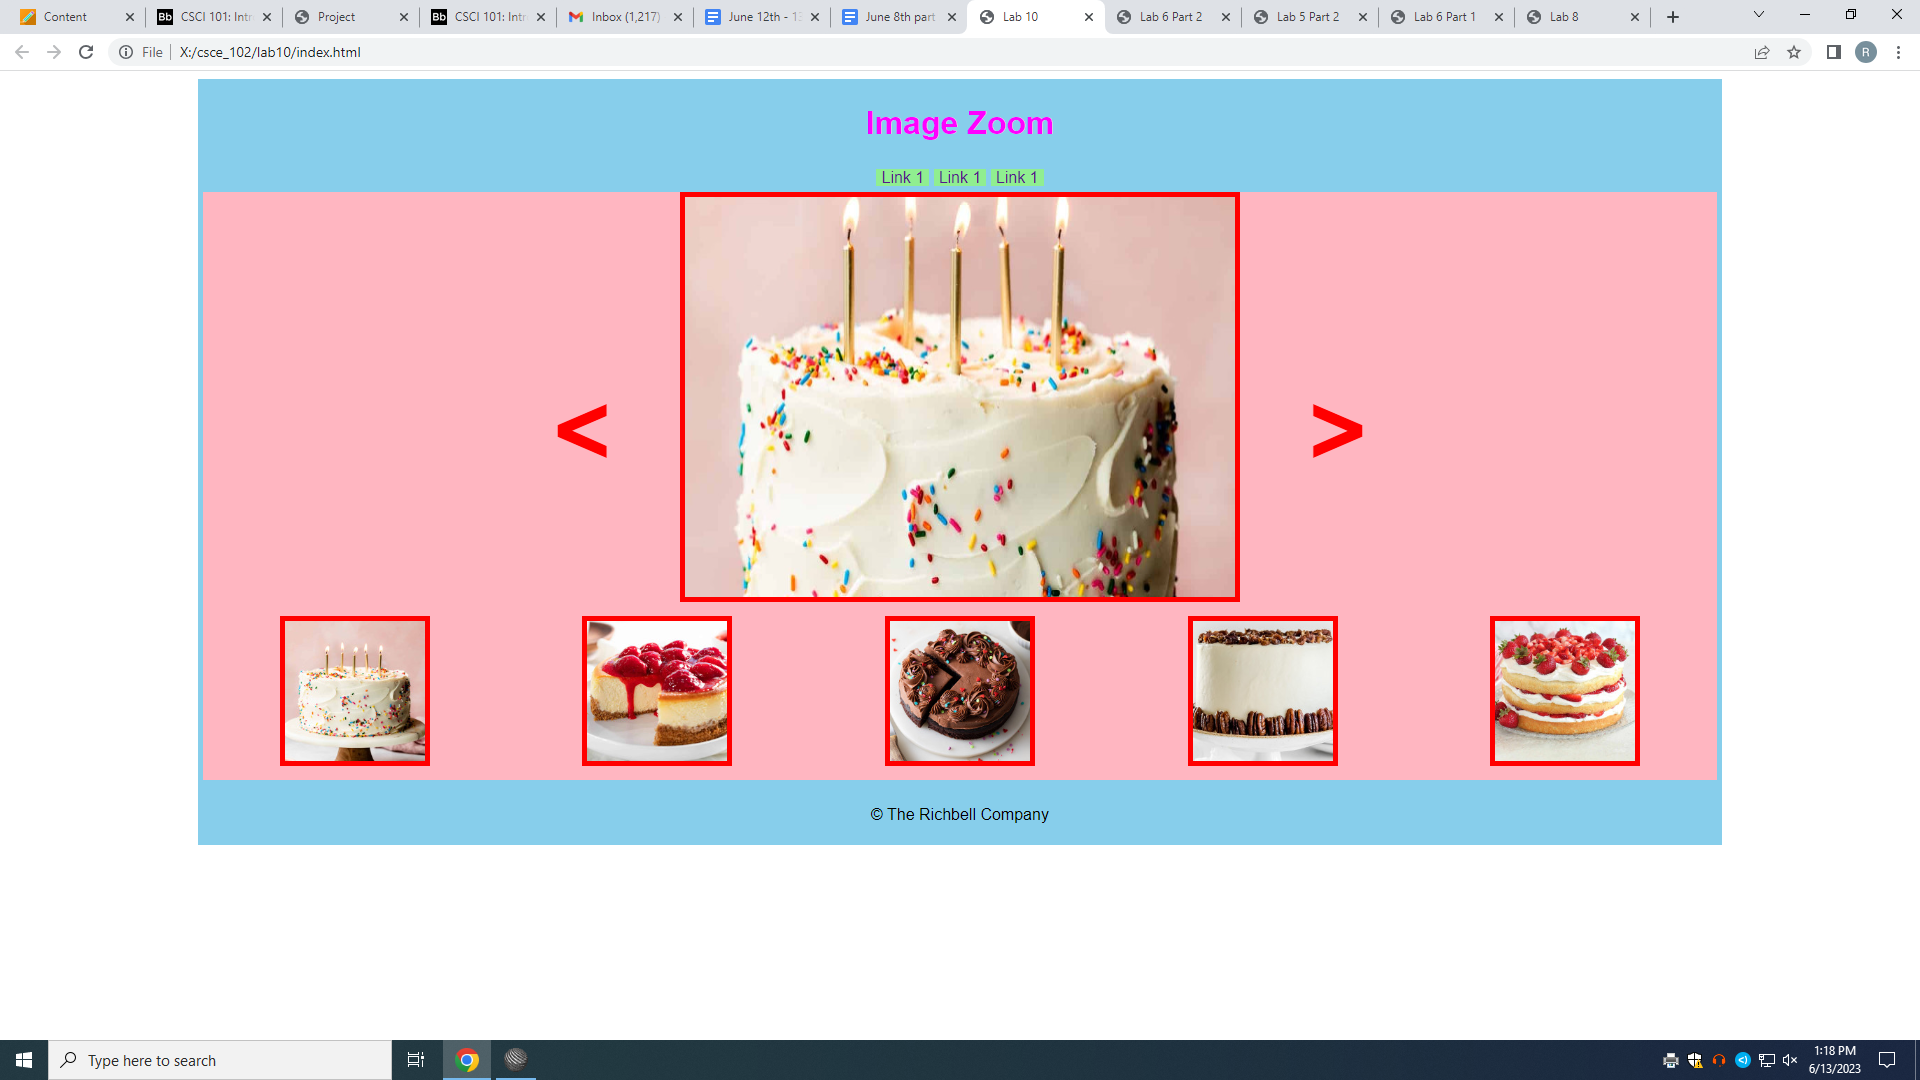 Content
Bb CSCI 101: Intr
Project
Bb CSCI 101: Intr
Inbox (1,217)
June 12th - 13
June 8th part
Lab 10
Lab 6 Part 2
Lab 5 Part 2
Lab 6 Part 1
Lab 8
File X:/csce_102/lab10/index.html
R
Image Zoom
Link 1 Link 1 Link 1
< >
© The Richbell Company
Type here to search
1:18 PM
6/13/2023